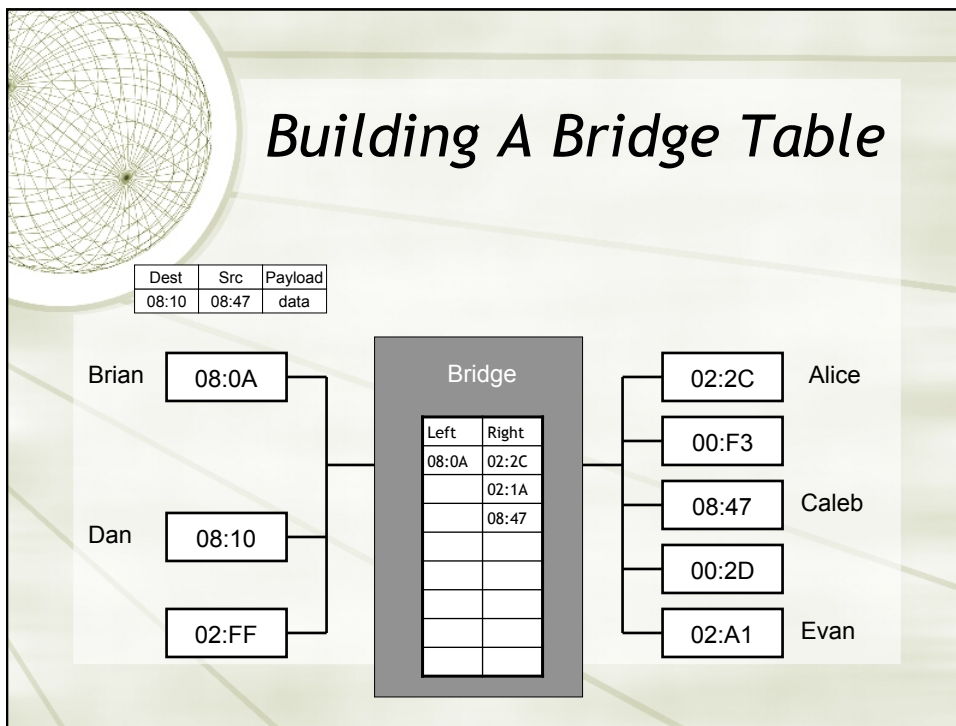 Building A Bridge Table
Dest Src Payload
08:10 08:47 data
Brian 08:0A
Dan 08:10
02:FF
Bridge
Left Right
08:0A 02:2C
02:1A
08:47
02:2C Alice
00:F3
08:47 Caleb
00:2D
02:A1 Evan